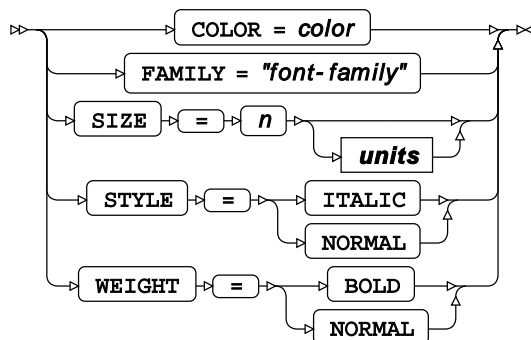 COLOR = color
FAMILY = "font-family"
SIZE = n
units
STYLE = ITALIC
NORMAL
WEIGHT = BOLD
NORMAL